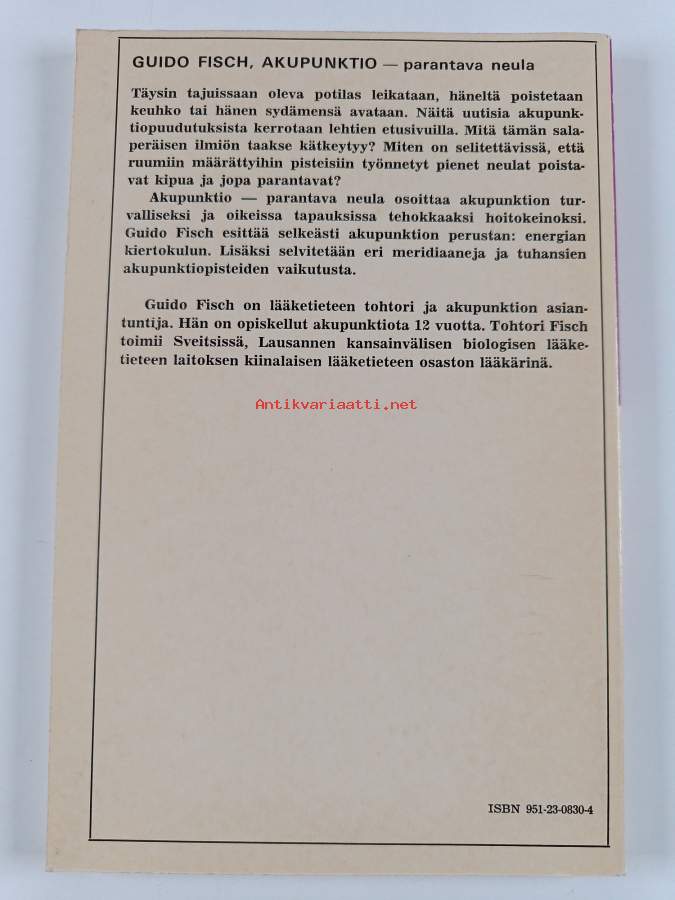 GUIDO FISCH, AKUPUNKTIO — parantava neula
Täysin tajuissaan oleva potilas leikataan, häneltä poistetaan
keuhko tai hänen sydämensä avataan. Näitä uutisia akupunk-
tiopuudutuksista kerrotaan lehtien etusivuilla. Mitä tämän sala-
peräisen ilmiön taakse kätkeytyy? Miten on selitettävissä, että
ruumiin määrättyihin pisteisiin työnnetyt pienet neulat poista-
vat kipua ja jopa parantavat?
Akupunktio — parantava neula osoittaa akupunktion tur-
valliseksi ja oikeissa tapauksissa tehokkaaksi hoitokeinoksi.
Guido Fisch esittää selkeästi akupunktion perustan: energian
kiertokulun. Lisäksi selvitetään eri meridiaaneja ja tuhansien
akupunktiopisteiden vaikutusta.
Guido Fisch on lääketieteen tohtori ja akupunktion asian-
tuntija. Hän on opiskellut akupunktiota 12 vuotta. Tohtori Fisch
toimii Sveitsissä, Lausannen kansainvälisen biologisen lääke-
tieteen laitoksen kiinalaisen lääketieteen osaston lääkärinä.
Antikvariaatti.net
ISBN 951-23-0830-4